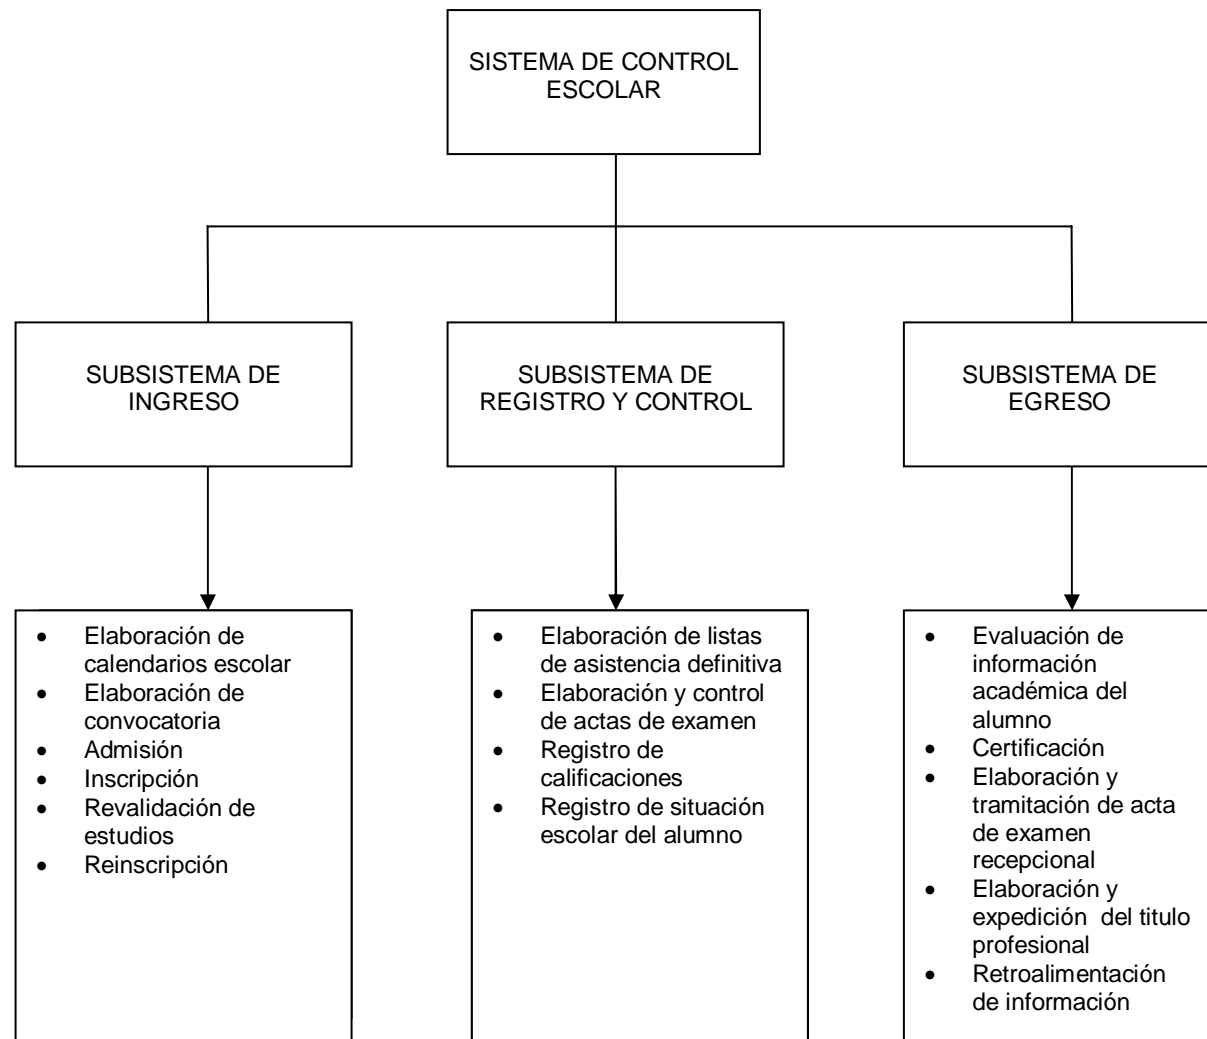 SISTEMA DE CONTROL
ESCOLAR
SUBSISTEMA DE
INGRESO
SUBSISTEMA DE
REGISTRO Y CONTROL
SUBSISTEMA DE
EGRESO
• Elaboración de
calendarios escolar
• Elaboración de
convocatoria
• Admisión
• Inscripción
• Revalidación de
estudios
• Reinscripción
• Elaboración de listas
de asistencia definitiva
• Elaboración y control
de actas de examen
• Registro de
calificaciones
• Registro de situación
escolar del alumno
• Evaluación de
información
académica del
alumno
• Certificación
• Elaboración y
tramitación de acta
de examen
recepcional
• Elaboración y
expedición  del titulo
profesional
• Retroalimentación
de información